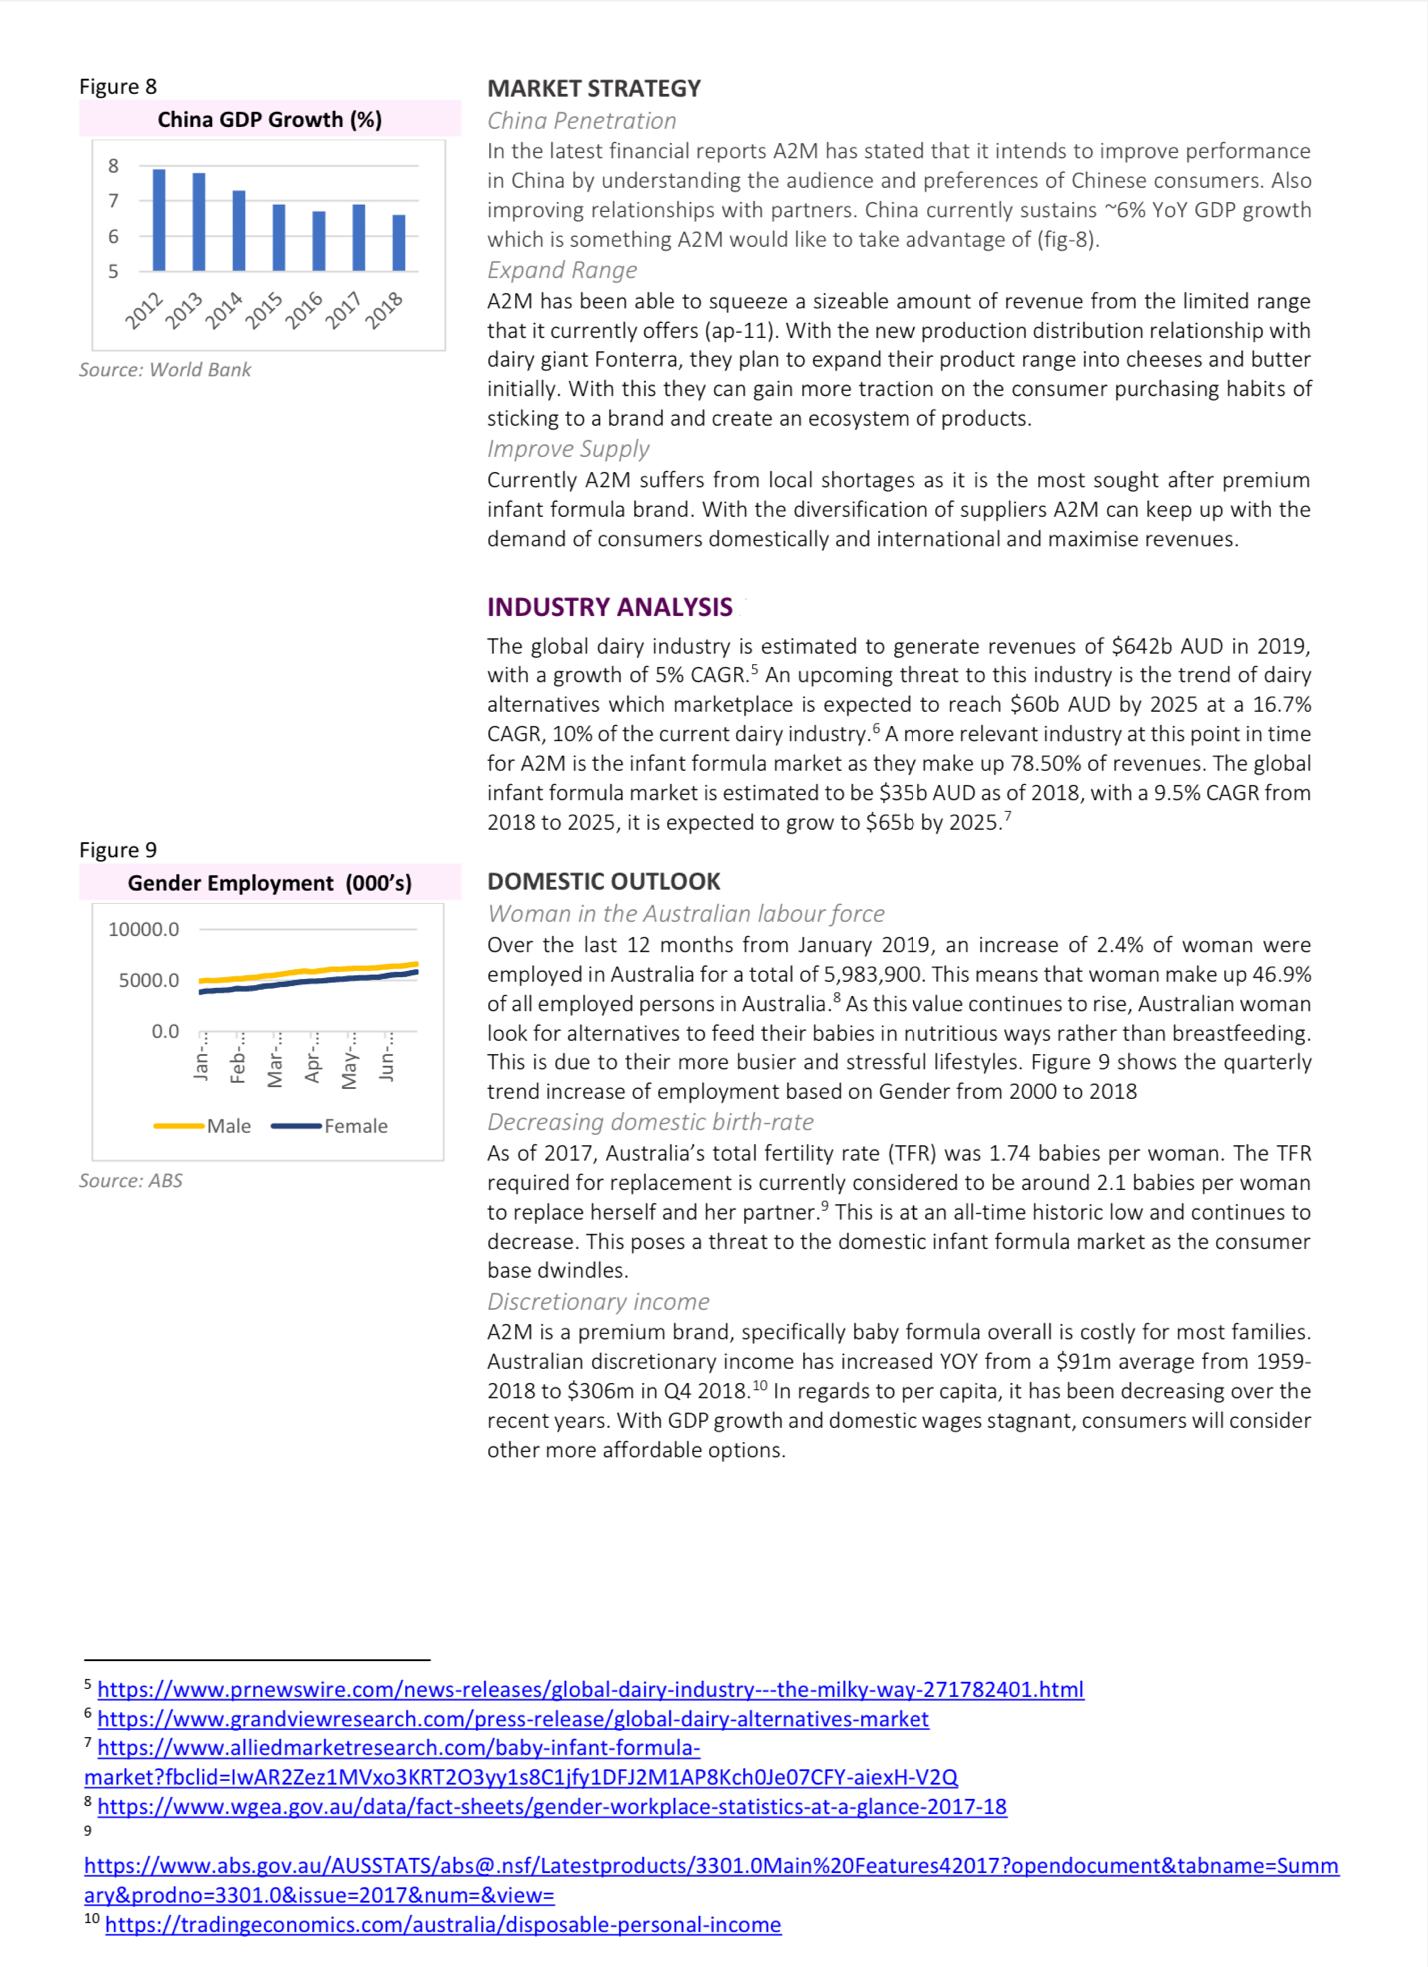 Figure 8
China GDP Growth (%)
8
7
6
5
2012
2013
2014
2015
2016
2017
2018
Source: World Bank
MARKET STRATEGY
China Penetration
In the latest financial reports A2M has stated that it intends to improve performance
in China by understanding the audience and preferences of Chinese consumers. Also
improving relationships with partners. China currently sustains ~6% YoY GDP growth
which is something A2M would like to take advantage of (fig-8).
Expand Range
A2M has been able to squeeze a sizeable amount of revenue from the limited range
that it currently offers (ap-11). With the new production distribution relationship with
dairy giant Fonterra, they plan to expand their product range into cheeses and butter
initially. With this they can gain more traction on the consumer purchasing habits of
sticking to a brand and create an ecosystem of products.
Improve Supply
Currently A2M suffers from local shortages as it is the most sought after premium
infant formula brand. With the diversification of suppliers A2M can keep up with the
demand of consumers domestically and international and maximise revenues.
INDUSTRY ANALYSIS
The global dairy industry is estimated to generate revenues of $642b AUD in 2019,
with a growth of 5% CAGR.5 An upcoming threat to this industry is the trend of dairy
alternatives which marketplace is expected to reach $60b AUD by 2025 at a 16.7%
CAGR, 10% of the current dairy industry.6 A more relevant industry at this point in time
for A2M is the infant formula market as they make up 78.50% of revenues. The global
infant formula market is estimated to be $35b AUD as of 2018, with a 9.5% CAGR from
2018 to 2025, it is expected to grow to $65b by 2025.7
Figure 9
Gender Employment (000's)
10000.0
5000.0
0.0
Jan-...
Feb-...
Mar-...
Apr-...
May-...
Jun-...
Male Female
Source: ABS
DOMESTIC OUTLOOK
Woman in the Australian labour force
Over the last 12 months from January 2019, an increase of 2.4% of woman were
employed in Australia for a total of 5,983,900. This means that woman make up 46.9%
of all employed persons in Australia.8 As this value continues to rise, Australian woman
look for alternatives to feed their babies in nutritious ways rather than breastfeeding.
This is due to their more busier and stressful lifestyles. Figure 9 shows the quarterly
trend increase of employment based on Gender from 2000 to 2018
Decreasing domestic birth-rate
As of 2017, Australia's total fertility rate (TFR) was 1.74 babies per woman. The TFR
required for replacement is currently considered to be around 2.1 babies per woman
to replace herself and her partner.9 This is at an all-time historic low and continues to
decrease. This poses a threat to the domestic infant formula market as the consumer
base dwindles.
Discretionary income
A2M is a premium brand, specifically baby formula overall is costly for most families.
Australian discretionary income has increased YOY from a $91m average from 1959-
2018 to $306m in Q4 2018.10 In regards to per capita, it has been decreasing over the
recent years. With GDP growth and domestic wages stagnant, consumers will consider
other more affordable options.
5 https://www.prnewswire.com/news-releases/global-dairy-industry---the-milky-way-271782401.html
6 https://www.grandviewresearch.com/press-release/global-dairy-alternatives-market
7 https://www.alliedmarketresearch.com/baby-infant-formula-
market?fbclid=IwAR2Zez1MVxo3KRT2O3yy1s8C1jfy1DFJ2M1AP8Kch0Je07CFY-aiexH-V2Q
8 https://www.wgea.gov.au/data/fact-sheets/gender-workplace-statistics-at-a-glance-2017-18
9
https://www.abs.gov.au/AUSSTATS/abs@.nsf/Latestproducts/3301.0Main%20Features42017?opendocument&tabname=Summ
ary&prodno=3301.0&issue=2017&num=&view=
10 https://tradingeconomics.com/australia/disposable-personal-income